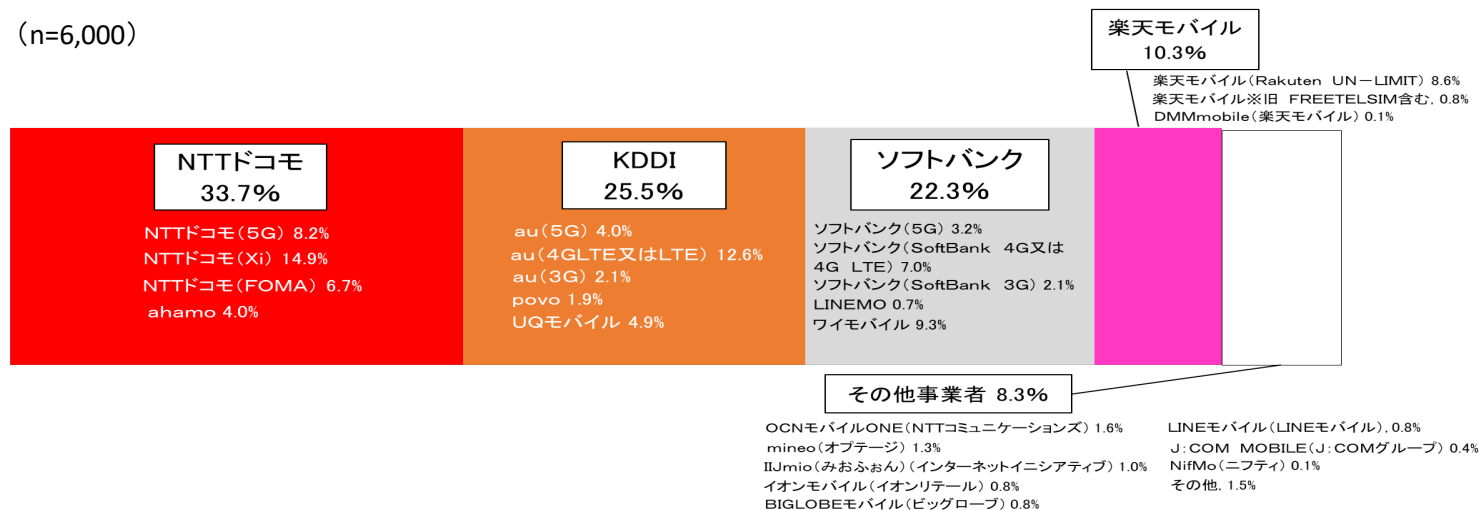 （n=6,000）
楽天モバイル
10.3%
楽天モバイル（Rakuten　UN－LIMIT） 8.6%
楽天モバイル※旧　FREETELSIM含む, 0.8%
DMMmobile（楽天モバイル） 0.1%
NTTドコモ
33.7%
NTTドコモ（5G） 8.2%
NTTドコモ（Xi） 14.9%
NTTドコモ（FOMA） 6.7%
ahamo 4.0%
KDDI
25.5%
au（5G） 4.0%
au（4GLTE又はLTE） 12.6%
au（3G） 2.1%
povo 1.9%
UQモバイル 4.9%
ソフトバンク
22.3%
ソフトバンク（5G） 3.2%
ソフトバンク（SoftBank　4G又は
4G　LTE） 7.0%
ソフトバンク（SoftBank　3G） 2.1%
LINEMO 0.7%
ワイモバイル 9.3%
その他事業者 8.3%
OCNモバイルONE（NTTコミュニケーションズ） 1.6%
mineo（オプテージ） 1.3%
IIJmio（みおふぉん）（インターネットイニシアティブ） 1.0%
イオンモバイル（イオンリテール） 0.8%
BIGLOBEモバイル（ビッグローブ） 0.8%
LINEモバイル（LINEモバイル）, 0.8%
J：COM　MOBILE（J：COMグループ） 0.4%
NifMo（ニフティ） 0.1%
その他, 1.5%